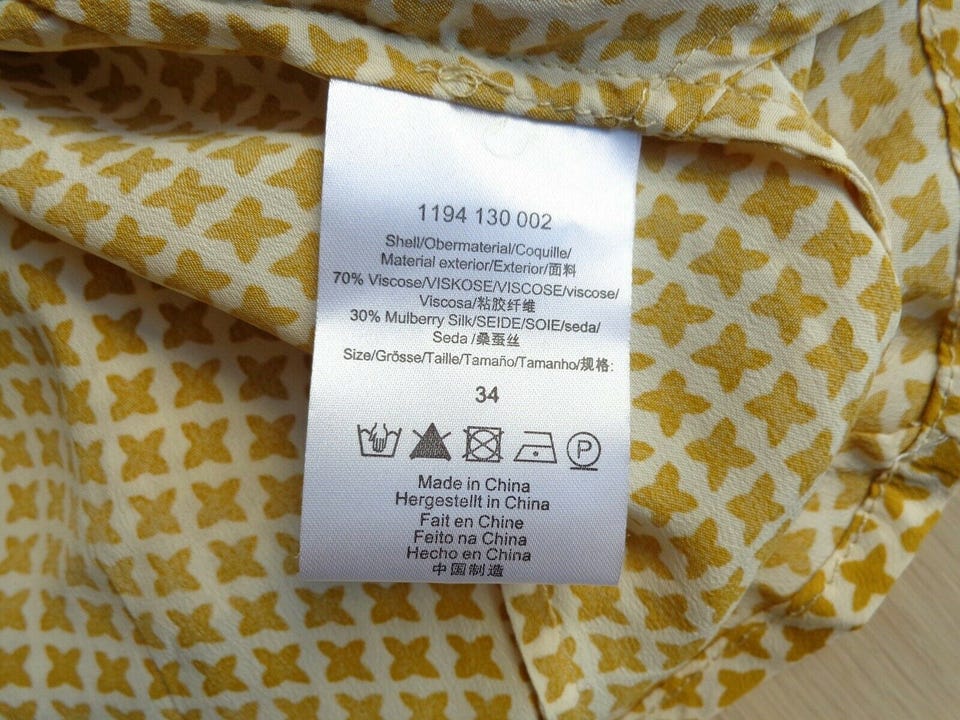 1194 130 002
Shell/Obermaterial/Coquille/
Material exterior/Exterior/面料
70% Viscose/VISKOSE/VISCOSE/viscose/
Viscosa/粘胶纤维
30% Mulberry Silk/SEIDE/SOIE/seda/
Seda /桑蚕丝
Size/Grösse/Taille/Tamaño/Tamanho/规格:
34
P
Made in China
Hergestellt in China
Fait en Chine
Feito na China
Hecho en China
中国制造